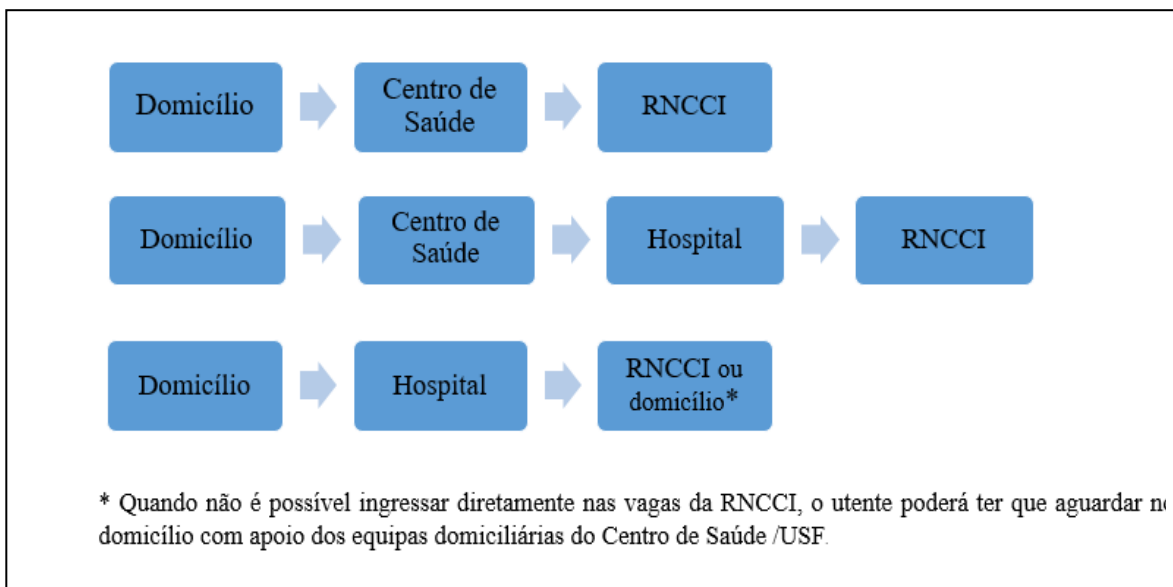 Domicílio
Centro de
Saúde
RNCCI
Domicílio
Centro de
Saúde
Hospital
RNCCI
Domicílio
Hospital
RNCCI ou
domicílio*
* Quando não é possível ingressar diretamente nas vagas da RNCCI, o utente poderá ter que aguardar no
domicílio com apoio dos equipas domiciliárias do Centro de Saúde /USF.